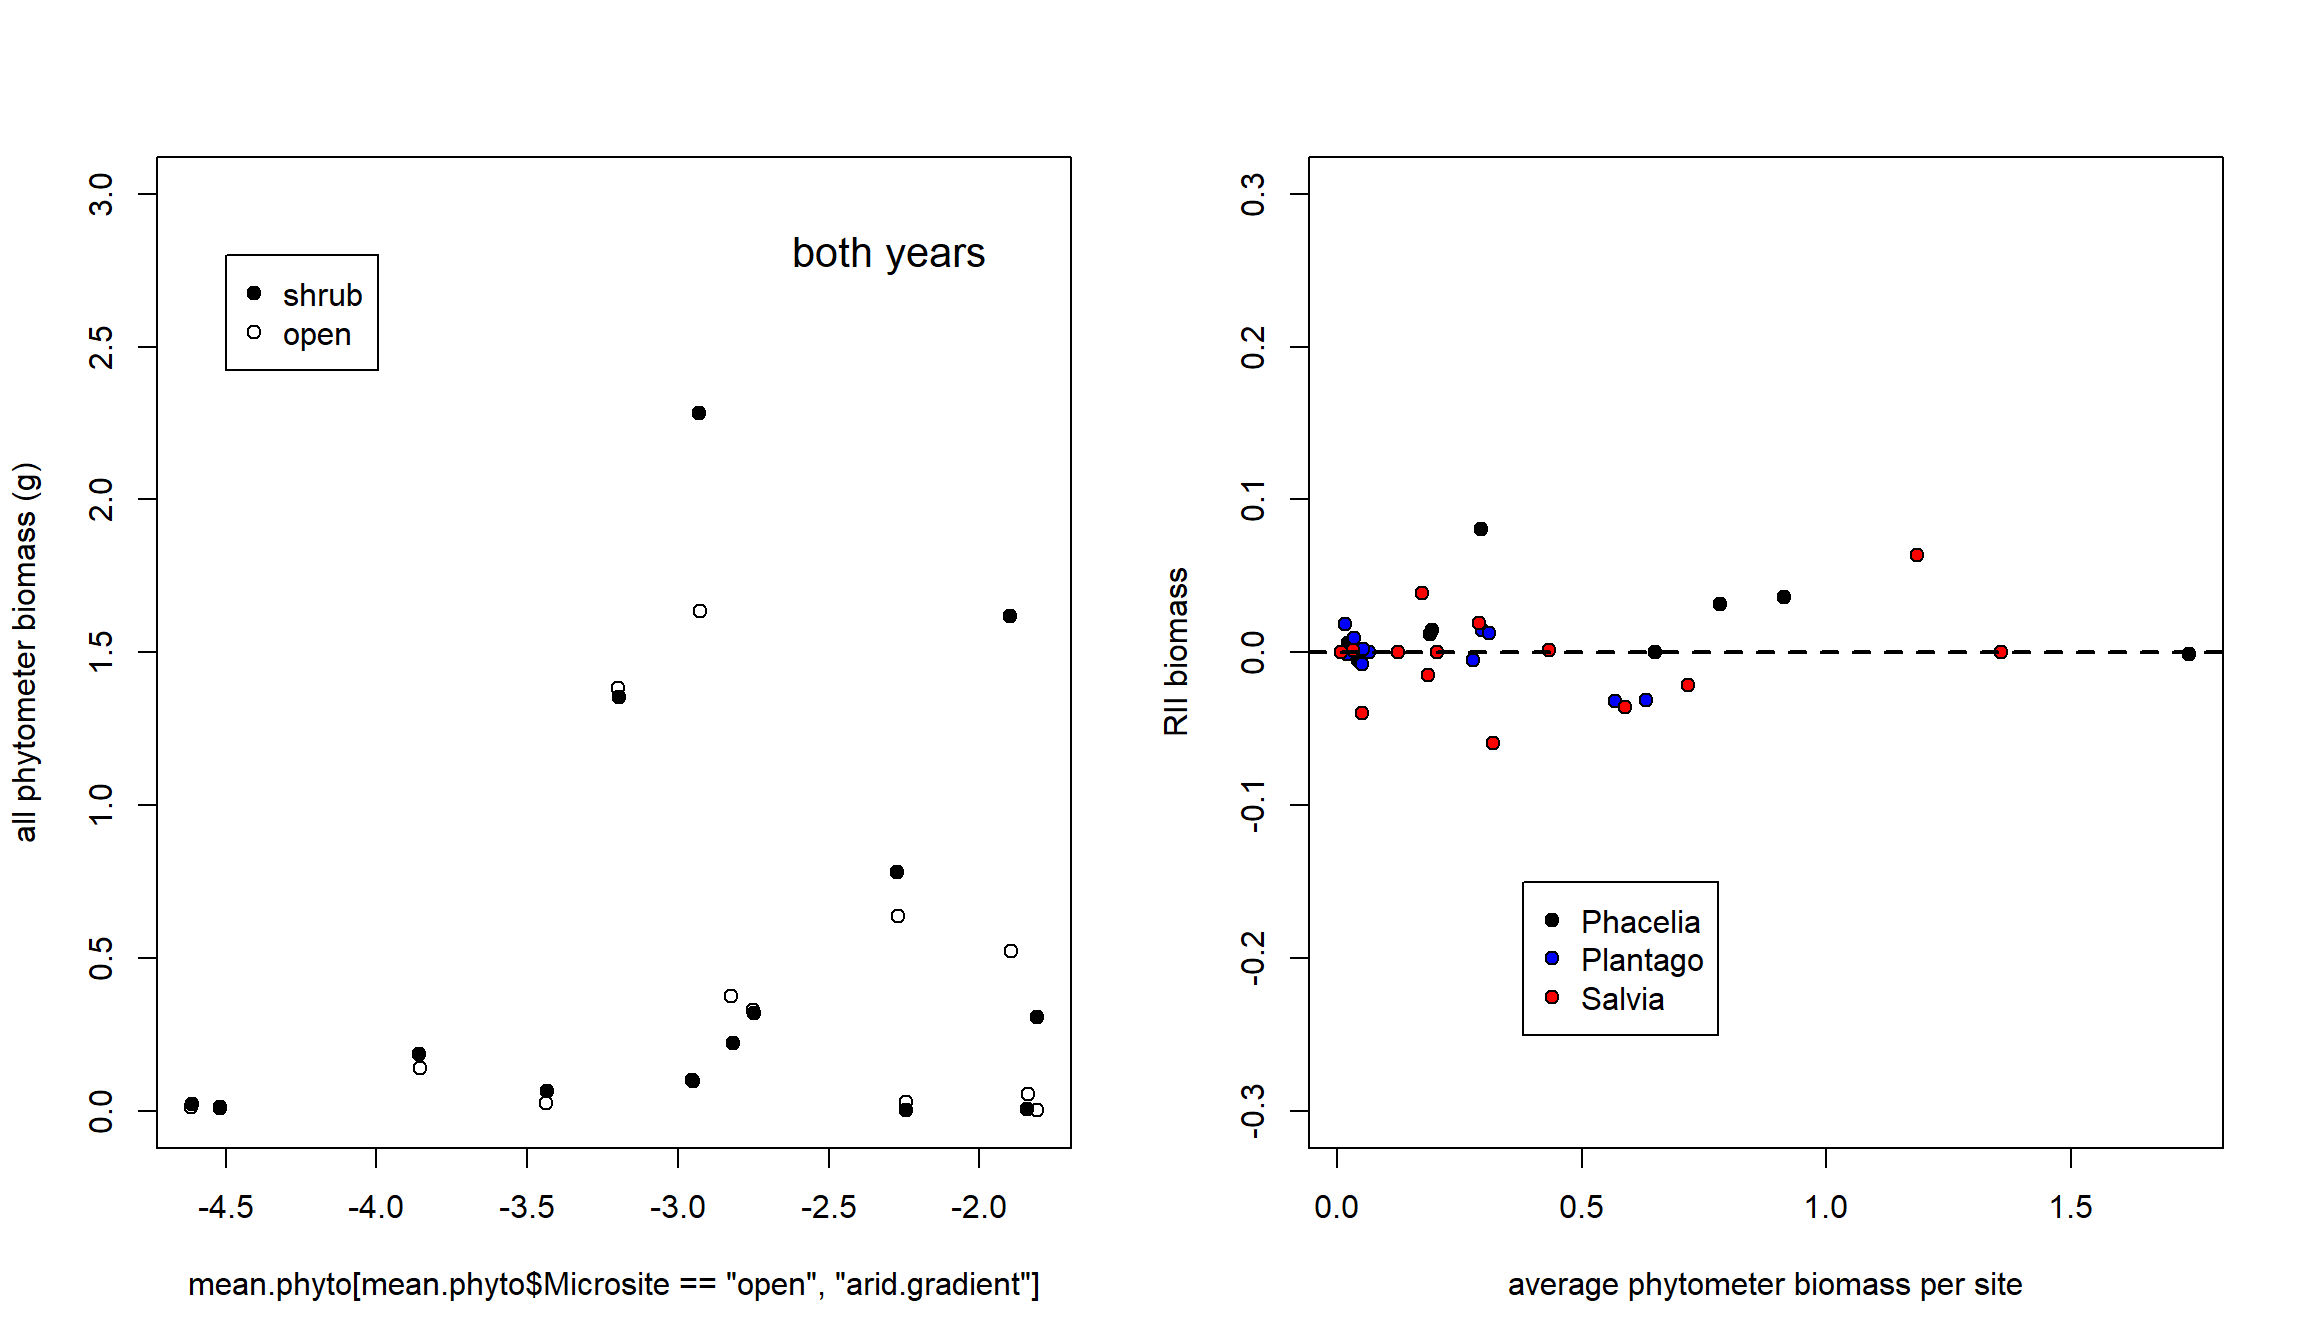 both years
shrub
open
3.0
2.5
2.0
1.5
1.0
0.5
0.0
all phytometer biomass (g)
-4.5 -4.0 -3.5 -3.0 -2.5 -2.0
mean.phyto[mean.phyto$Microsite == "open", "arid.gradient"]
0.3
0.2
0.1
0.0
-0.1
-0.2
-0.3
RII biomass
Phacelia
Plantago
Salvia
0.0 0.5 1.0 1.5
average phytometer biomass per site